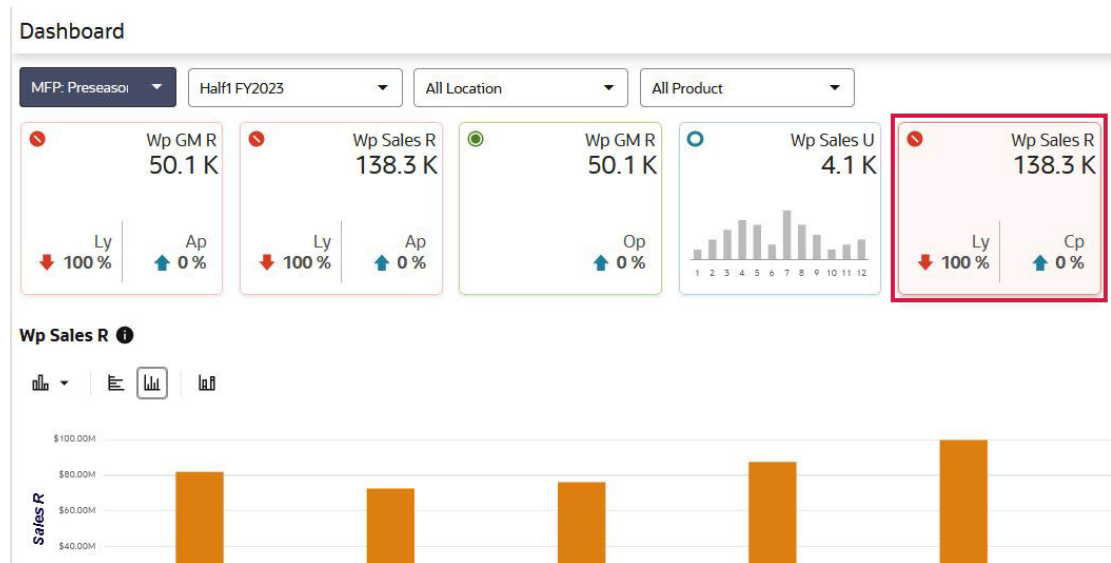 Dashboard
MFP: Preseaso
Half1 FY2023
All Location
All Product
Wp GM R
50.1 K
Ly
100 %
Ap
0 %
Wp Sales R
138.3 K
Ly
100 %
Ap
0 %
Wp GM R
50.1 K
Op
0 %
Wp Sales U
4.1 K
1 2 3 4 5 6 7 8 9 10 11 12
Wp Sales R
138.3 K
Ly
100 %
Cp
0 %
Wp Sales R
$100.00M
$80.00M
$60.00M
$40.00M
Sales R